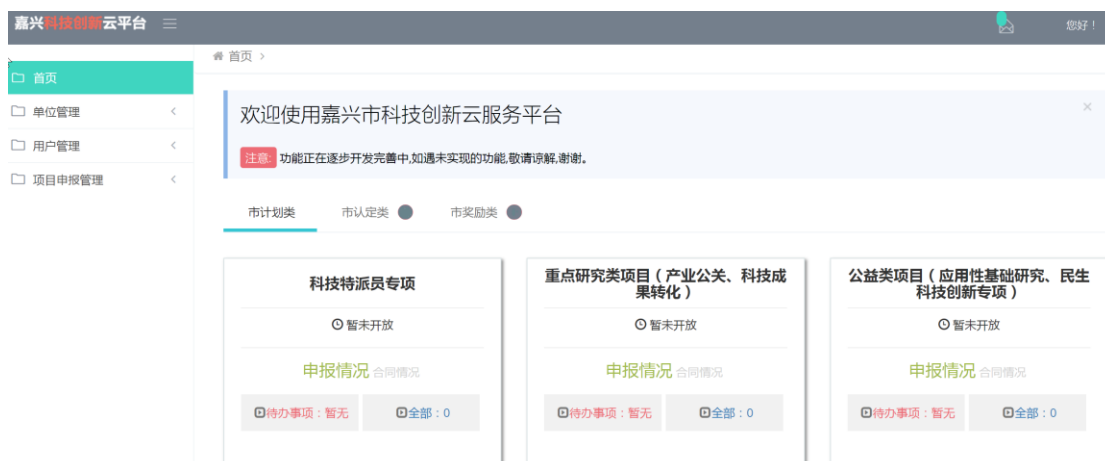 嘉兴科技创新云平台
您好！
首页
首页
单位管理
用户管理
项目申报管理
欢迎使用嘉兴市科技创新云服务平台
注意: 功能正在逐步开发完善中,如遇未实现的功能,敬请谅解,谢谢。
市计划类 市认定类 市奖励类
科技特派员专项
暂未开放
申报情况 合同情况
待办事项：暂无 全部：0
重点研究类项目（产业公关、科技成
果转化）
暂未开放
申报情况 合同情况
待办事项：暂无 全部：0
公益类项目（应用性基础研究、民生
科技创新专项）
暂未开放
申报情况 合同情况
待办事项：暂无 全部：0